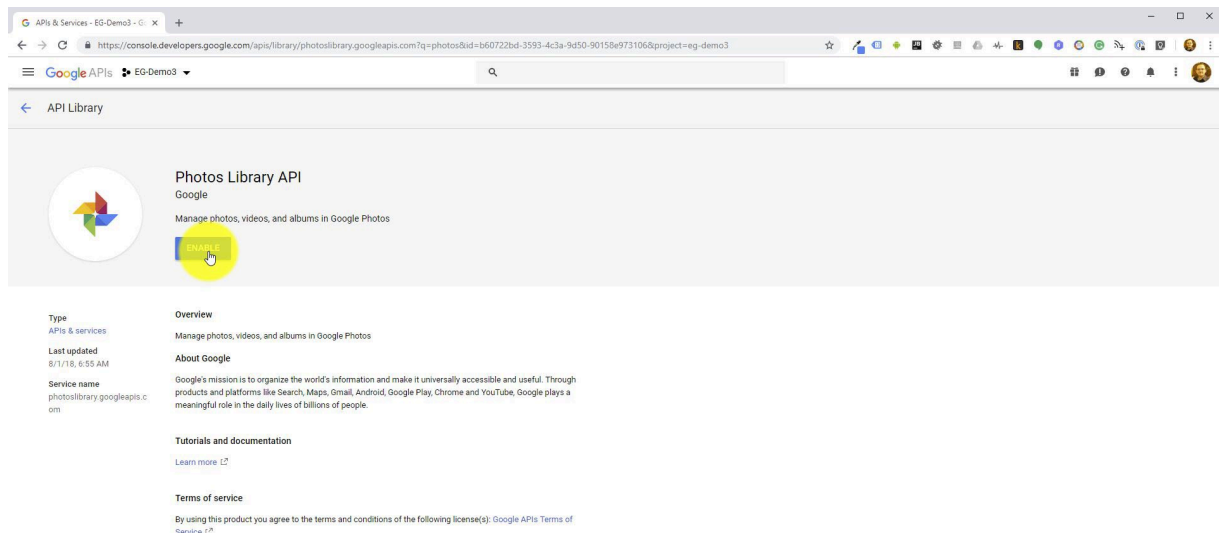 APIs & Services - EG-Demo3 - G
https://console.developers.google.com/apis/library/photoslibrary.googleapis.com?q=photos&id=b60722bd-3593-4c3a-9d50-90158e973106&project=eg-demo3
Google APIs EG-Demo3
API Library
Photos Library API
Google
Manage photos, videos, and albums in Google Photos
ENABLE
Type
APIs & services
Last updated
8/1/18, 6:55 AM
Service name
photoslibrary.googleapis.c
om
Overview
Manage photos, videos, and albums in Google Photos
About Google
Google's mission is to organize the world's information and make it universally accessible and useful. Through
products and platforms like Search, Maps, Gmail, Android, Google Play, Chrome and YouTube, Google plays a
meaningful role in the daily lives of billions of people.
Tutorials and documentation
Learn more
Terms of service
By using this product you agree to the terms and conditions of the following license(s): Google APIs Terms of
Service